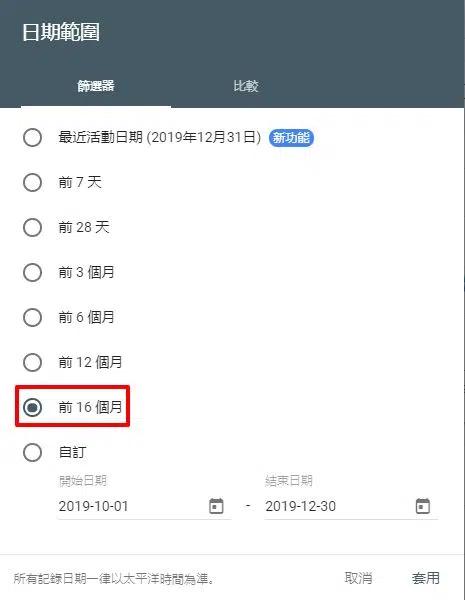 日期範圍
篩選器 比較
最近活動日期 (2019年12月31日) 新功能
前 7 天
前 28 天
前 3 個月
前 6 個月
前 12 個月
前 16 個月
自訂
開始日期 結束日期
2019-10-01 - 2019-12-30
所有記錄日期一律以太平洋時間為準。 取消 套用